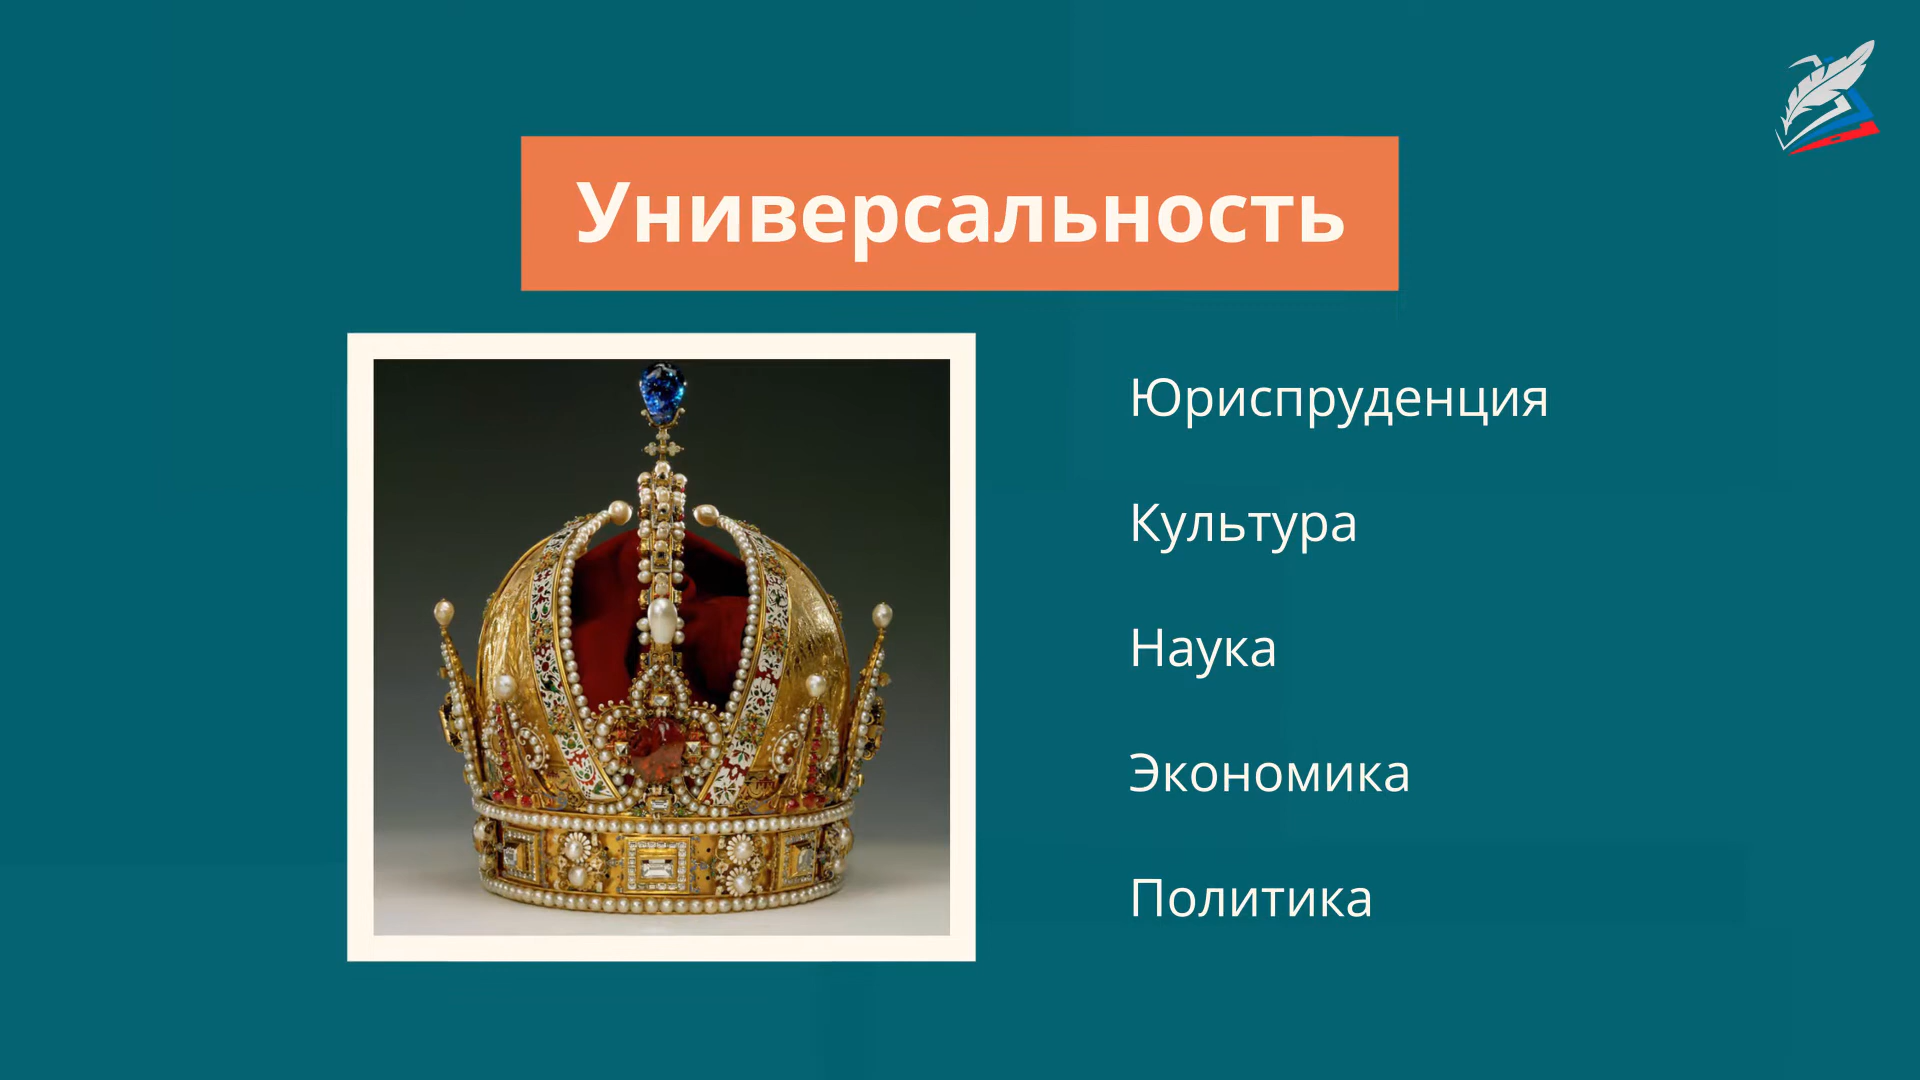 Универсальность
Юриспруденция
Культура
Наука
Экономика
Политика